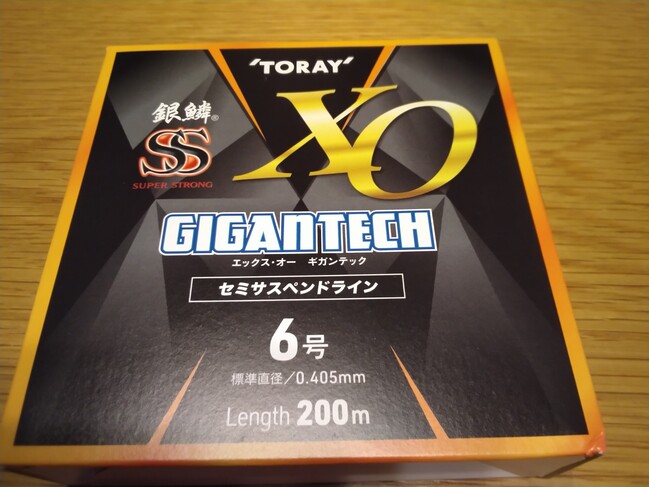 'TORAY'
銀鱗®
SS
SUPER STRONG
XO
GIGANTECH
エックス・オー ギガンテック
セミサスペンドライン
6号
標準直径/0.405mm
Length 200m